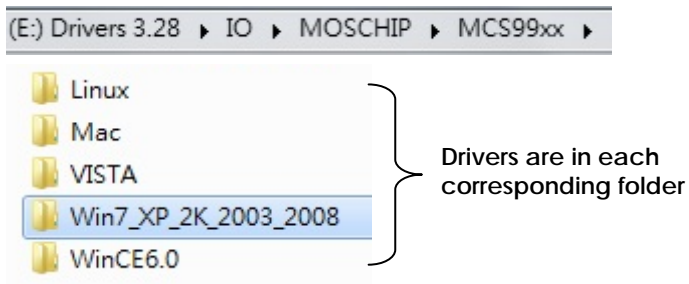 (E:) Drivers 3.28 ▸ IO ▸ MOSCHIP ▸ MCS99xx ▸
Linux
Mac
VISTA
Win7_XP_2K_2003_2008
WinCE6.0
Drivers are in each
corresponding folder